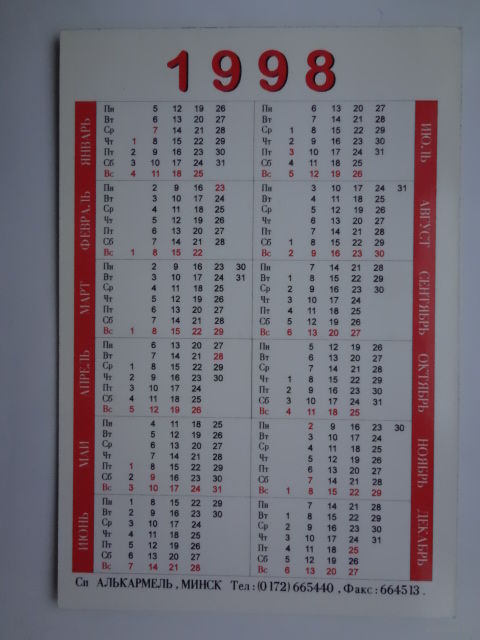 1998
ЯНВАРЬ
Пн 5 12 19 26
Вт 6 13 20 27
Ср 7 14 21 28
Чт 1 8 15 22 29
Пт 2 9 16 23 30
Сб 3 10 17 24 31
Вс 4 11 18 25
ФЕВРАЛЬ
Пн 2 9 16 23
Вт 3 10 17 24
Ср 4 11 18 25
Чт 5 12 19 26
Пт 6 13 20 27
Сб 7 14 21 28
Вс 1 8 15 22
МАРТ
Пн 2 9 16 23 30
Вт 3 10 17 24 31
Ср 4 11 18 25
Чт 5 12 19 26
Пт 6 13 20 27
Сб 7 14 21 28
Вс 1 8 15 22 29
АПРЕЛЬ
Пн 6 13 20 27
Вт 7 14 21 28
Ср 1 8 15 22 29
Чт 2 9 16 23 30
Пт 3 10 17 24
Сб 4 11 18 25
Вс 5 12 19 26
МАИ
Пн 4 11 18 25
Вт 5 12 19 26
Ср 6 13 20 27
Чт 7 14 21 28
Пт 1 8 15 22 29
Сб 2 9 16 23 30
Вс 3 10 17 24 31
ИЮНЬ
Пн 1 8 15 22 29
Вт 2 9 16 23 30
Ср 3 10 17 24
Чт 4 11 18 25
Пт 5 12 19 26
Сб 6 13 20 27
Вс 7 14 21 28
ИЮЛЬ
Пн 6 13 20 27
Вт 7 14 21 28
Ср 1 8 15 22 29
Чт 2 9 16 23 30
Пт 3 10 17 24 31
Сб 4 11 18 25
Вс 5 12 19 26
АВГУСТ
Пн 3 10 17 24 31
Вт 4 11 18 25
Ср 5 12 19 26
Чт 6 13 20 27
Пт 7 14 21 28
Сб 1 8 15 22 29
Вс 2 9 16 23 30
СЕНТЯБРЬ
Пн 7 14 21 28
Вт 1 8 15 22 29
Ср 2 9 16 23 30
Чт 3 10 17 24
Пт 4 11 18 25
Сб 5 12 19 26
Вс 6 13 20 27
ОКТЯБРЬ
Пн 5 12 19 26
Вт 6 13 20 27
Ср 7 14 21 28
Чт 1 8 15 22 29
Пт 2 9 16 23 30
Сб 3 10 17 24 31
Вс 4 11 18 25
НОЯБРЬ
Пн 2 9 16 23 30
Вт 3 10 17 24
Ср 4 11 18 25
Чт 5 12 19 26
Пт 6 13 20 27
Сб 7 14 21 28
Вс 1 8 15 22 29
ДЕКАБРЬ
Пн 7 14 21 28
Вт 1 8 15 22 29
Ср 2 9 16 23 30
Чт 3 10 17 24 31
Пт 4 11 18 25
Сб 5 12 19 26
Вс 6 13 20 27
Сп АЛЬКАРМЕЛЬ, МИНСК Тел:(0172)665440, Факс:664513.